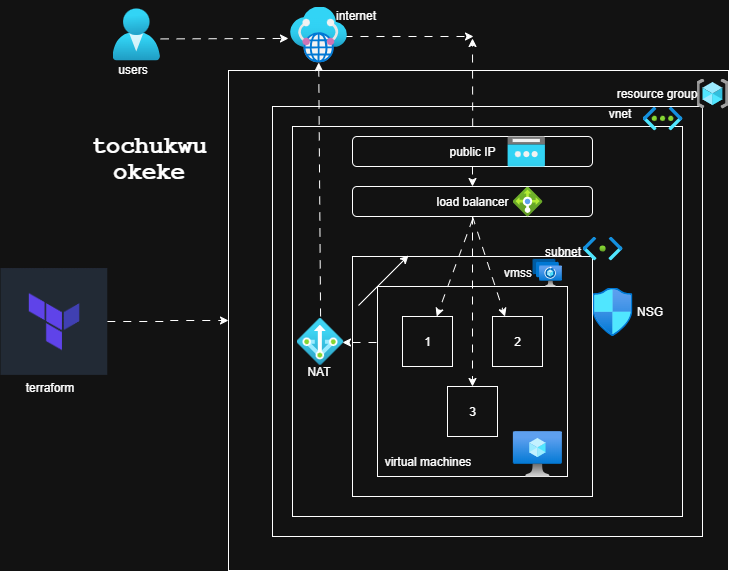 internet
users
resource group
vnet
tochukwu
okeke
public IP
load balancer
subnet
vmss
NSG
1
2
NAT
terraform
3
virtual machines